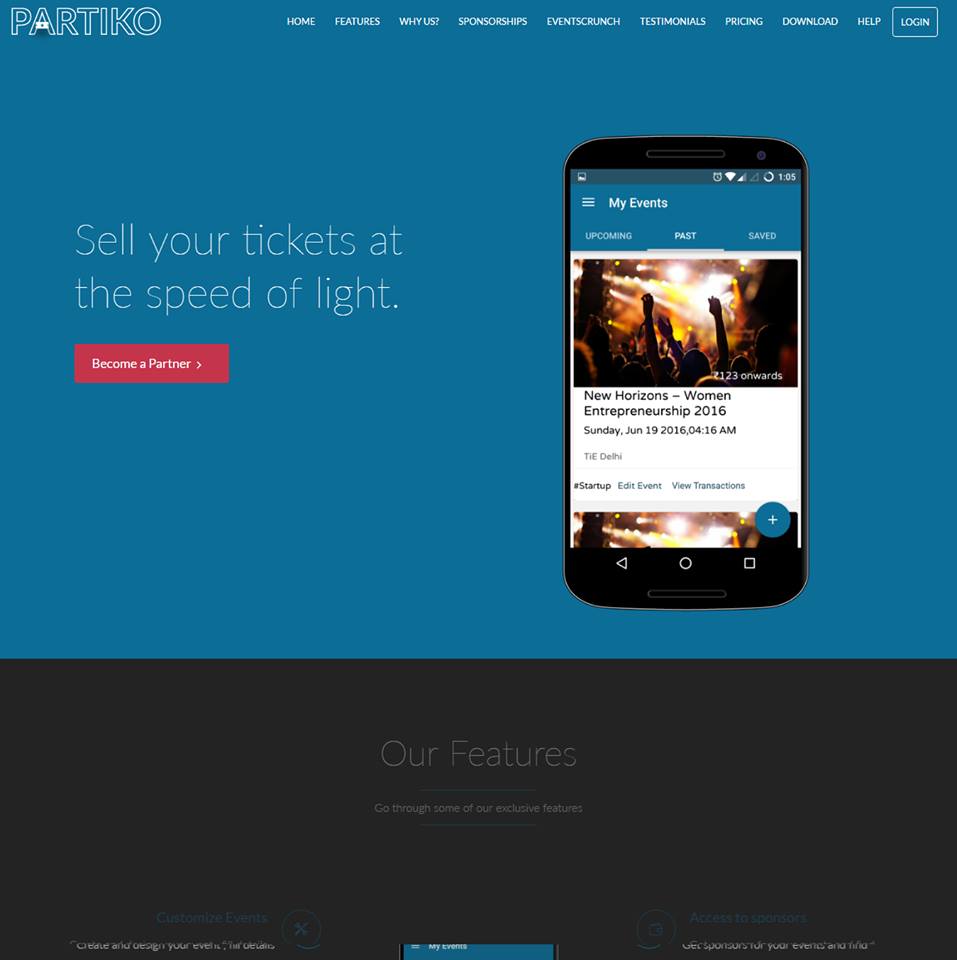 PARTIKO
HOME FEATURES WHY US? SPONSORSHIPS EVENTSCRUNCH TESTIMONIALS PRICING DOWNLOAD HELP LOGIN
Sell your tickets at
the speed of light.
Become a Partner
1:05
My Events
UPCOMING PAST SAVED
₹123 onwards
New Horizons – Women
Entrepreneurship 2016
Sunday, Jun 19 2016,04:16 AM
TiE Delhi
#Startup Edit Event View Transactions
Our Features
Go through some of our exclusive features
Customize Events
Access to sponsors
Create and design your event , fill details
My Events
Get sponsors for your events and find